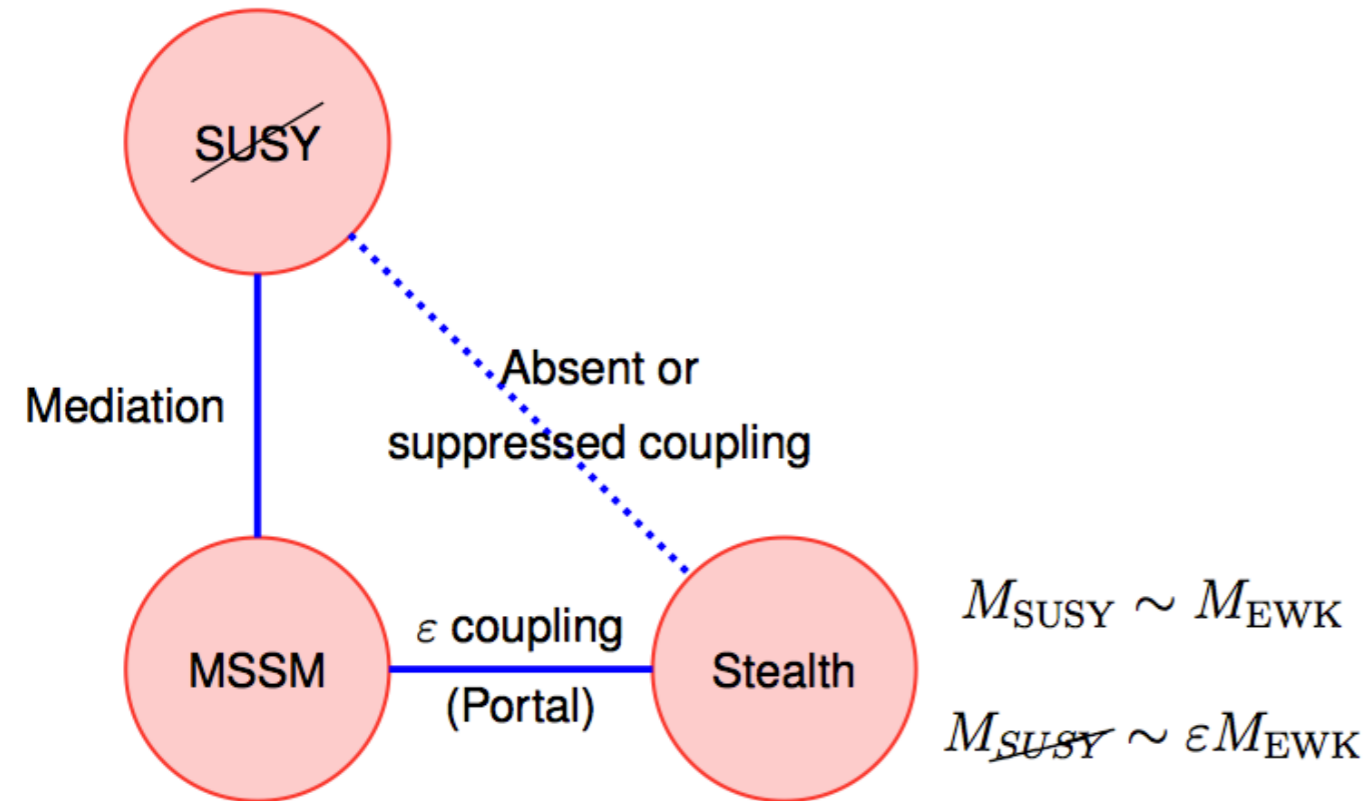 SUSY
Absent or
Mediation
suppressed coupling
ε coupling
MSSM
(Portal)
Stealth
M_SUSY ∼ M_EWK
M_SUSY ∼ εM_EWK